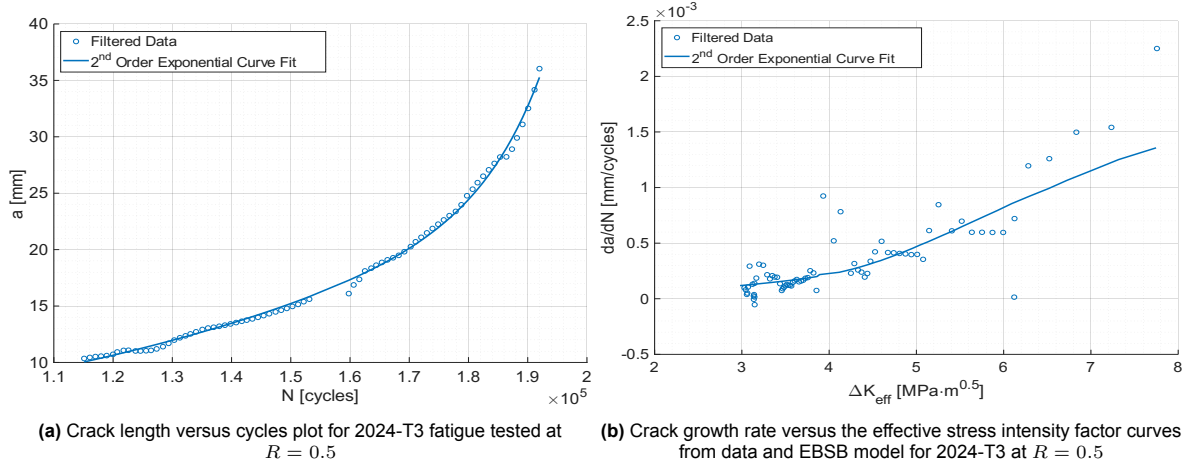 40
35
30
25
20
15
10
a [mm]
Filtered Data
2nd Order Exponential Curve Fit
1.1 1.2 1.3 1.4 1.5 1.6 1.7 1.8 1.9 2
N [cycles]
×10^5
(a) Crack length versus cycles plot for 2024-T3 fatigue tested at
R = 0.5
×10^-3
2.5
2
1.5
1
0.5
0
-0.5
da/dN [mm/cycles]
Filtered Data
2nd Order Exponential Curve Fit
2 3 4 5 6 7 8
ΔK_eff [MPa·m^0.5]
(b) Crack growth rate versus the effective stress intensity factor curves
from data and EBSB model for 2024-T3 at R = 0.5